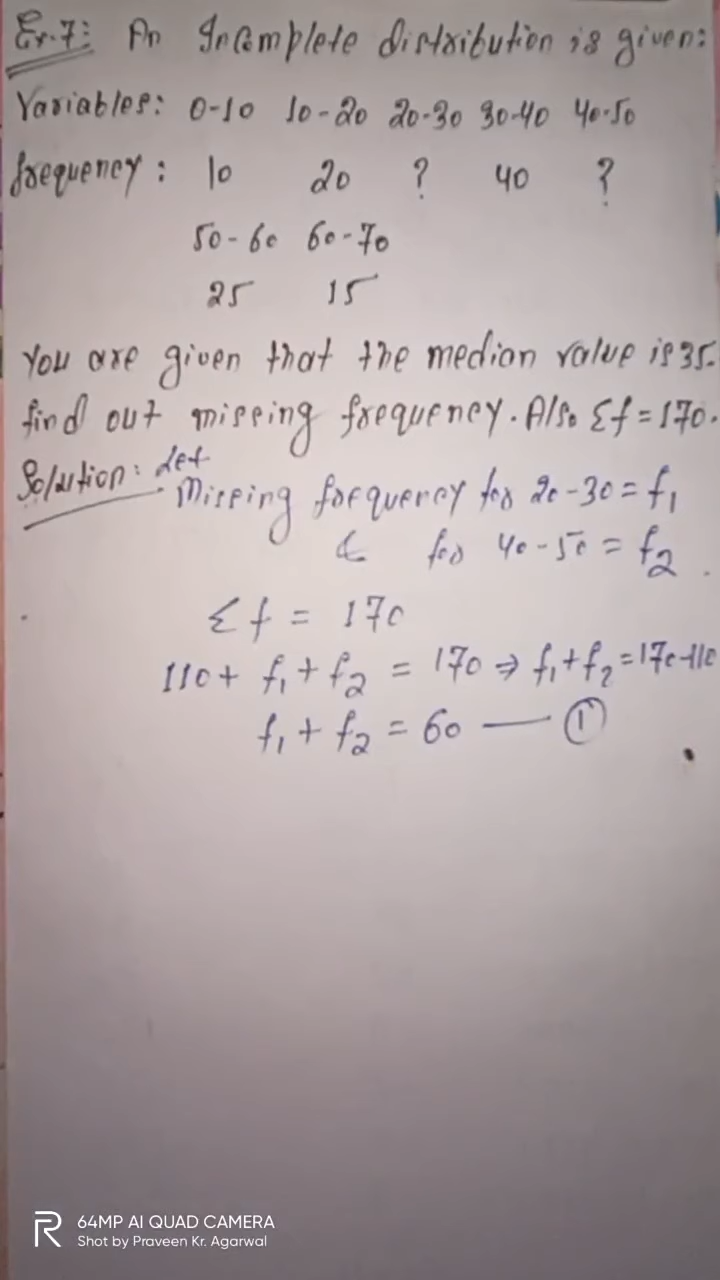 Ex.7: An Incomplete distribution is given:
Variables: 0-10 10-20 20-30 30-40 40-50
frequency: 10 20 ? 40 ?
50-60 60-70
25 15
You are given that the median value is 35.
find out missing frequency. Also Σf = 170.
Solution: let
Missing frequency for 20-30 = f₁
& for 40-50 = f₂.
Σf = 170
110 + f₁ + f₂ = 170 ⇒ f₁ + f₂ = 170-110
f₁ + f₂ = 60 — ①
64MP AI QUAD CAMERA
Shot by Praveen Kr. Agarwal